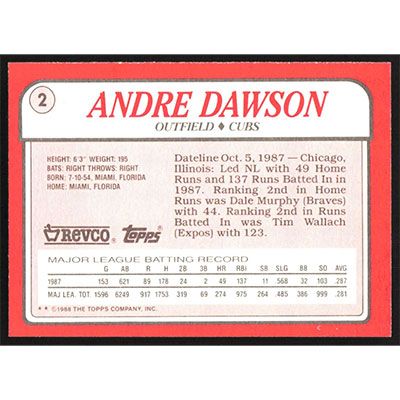 2
ANDRE DAWSON
OUTFIELD ♦ CUBS
HEIGHT: 6'3" WEIGHT: 195
BATS: RIGHT THROWS: RIGHT
BORN: 7-10-54, MIAMI, FLORIDA
HOME: MIAMI, FLORIDA
Dateline Oct. 5, 1987 — Chicago,
Illinois: Led NL with 49 Home
Runs and 137 Runs Batted In in
1987. Ranking 2nd in Home
Runs was Dale Murphy (Braves)
with 44. Ranking 2nd in Runs
Batted In was Tim Wallach
(Expos) with 123.
REVCO® Topps®
MAJOR LEAGUE BATTING RECORD
G AB R H 2B 3B HR RBI SB SLG BB SO AVG
1987 153 621 89 178 24 2 49 137 11 .568 32 103 .287
MAJ LEA. TOT. 1596 6249 917 1753 319 69 274 975 264 .485 386 999 .281
* * ©1988 THE TOPPS COMPANY, INC.